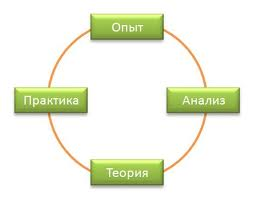 Опыт
Практика
Анализ
Теория